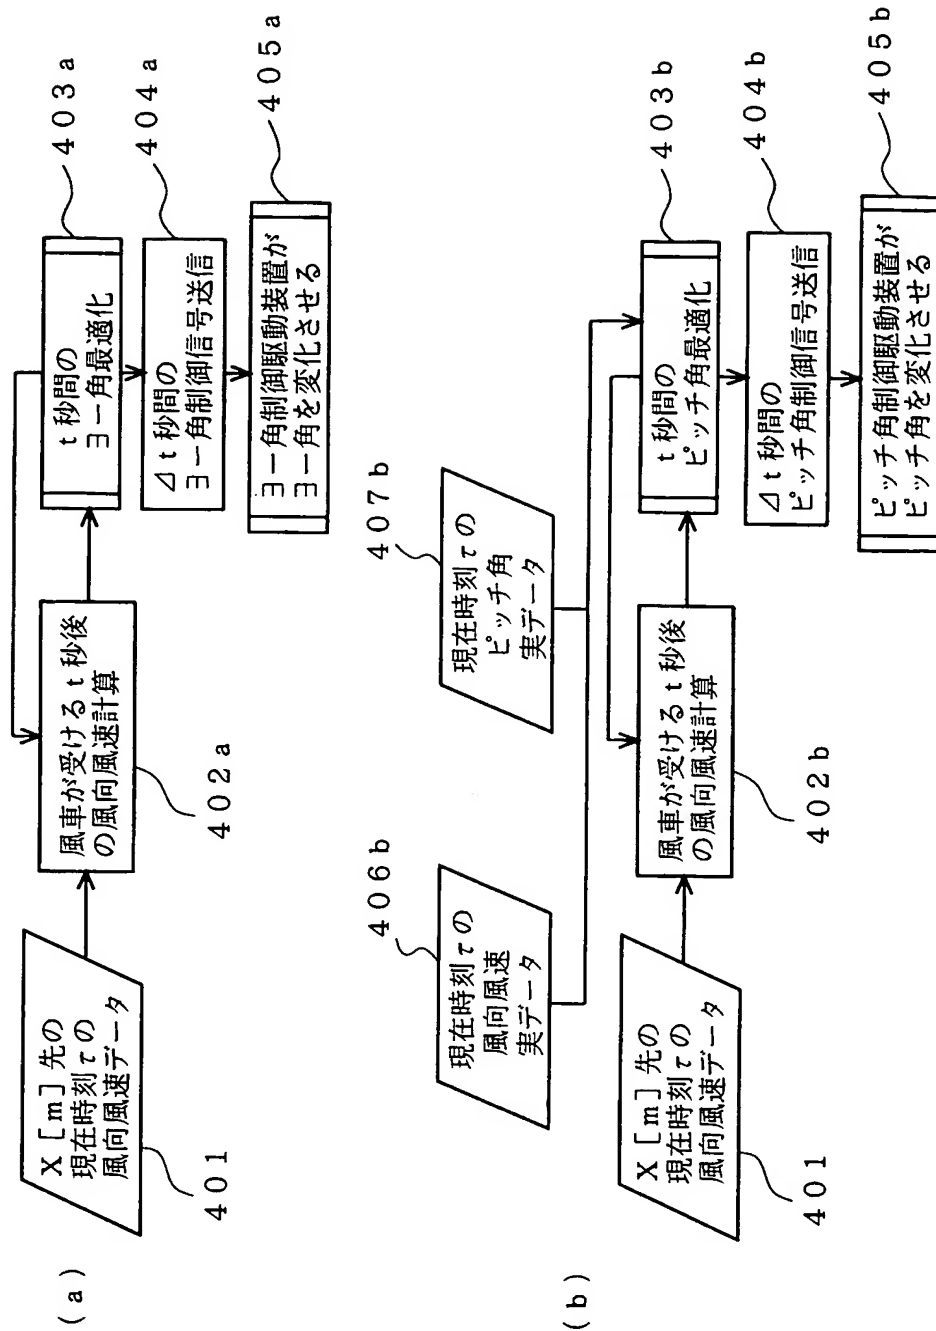 (a)
X[m]先の
現在時刻τの
風向風速データ
401
風車が受けるt秒後
の風向風速計算
402a
t秒間の
ヨー角最適化
403a
Δt秒間の
ヨー角制御信号送信
404a
ヨー角制御駆動装置が
ヨー角を変化させる
405a
(b)
現在時刻τの
風向風速
実データ
406b
現在時刻τの
ピッチ角
実データ
407b
X[m]先の
現在時刻τの
風向風速データ
401
風車が受けるt秒後
の風向風速計算
402b
t秒間の
ピッチ角最適化
403b
Δt秒間の
ピッチ角制御信号送信
404b
ピッチ角制御駆動装置が
ピッチ角を変化させる
405b